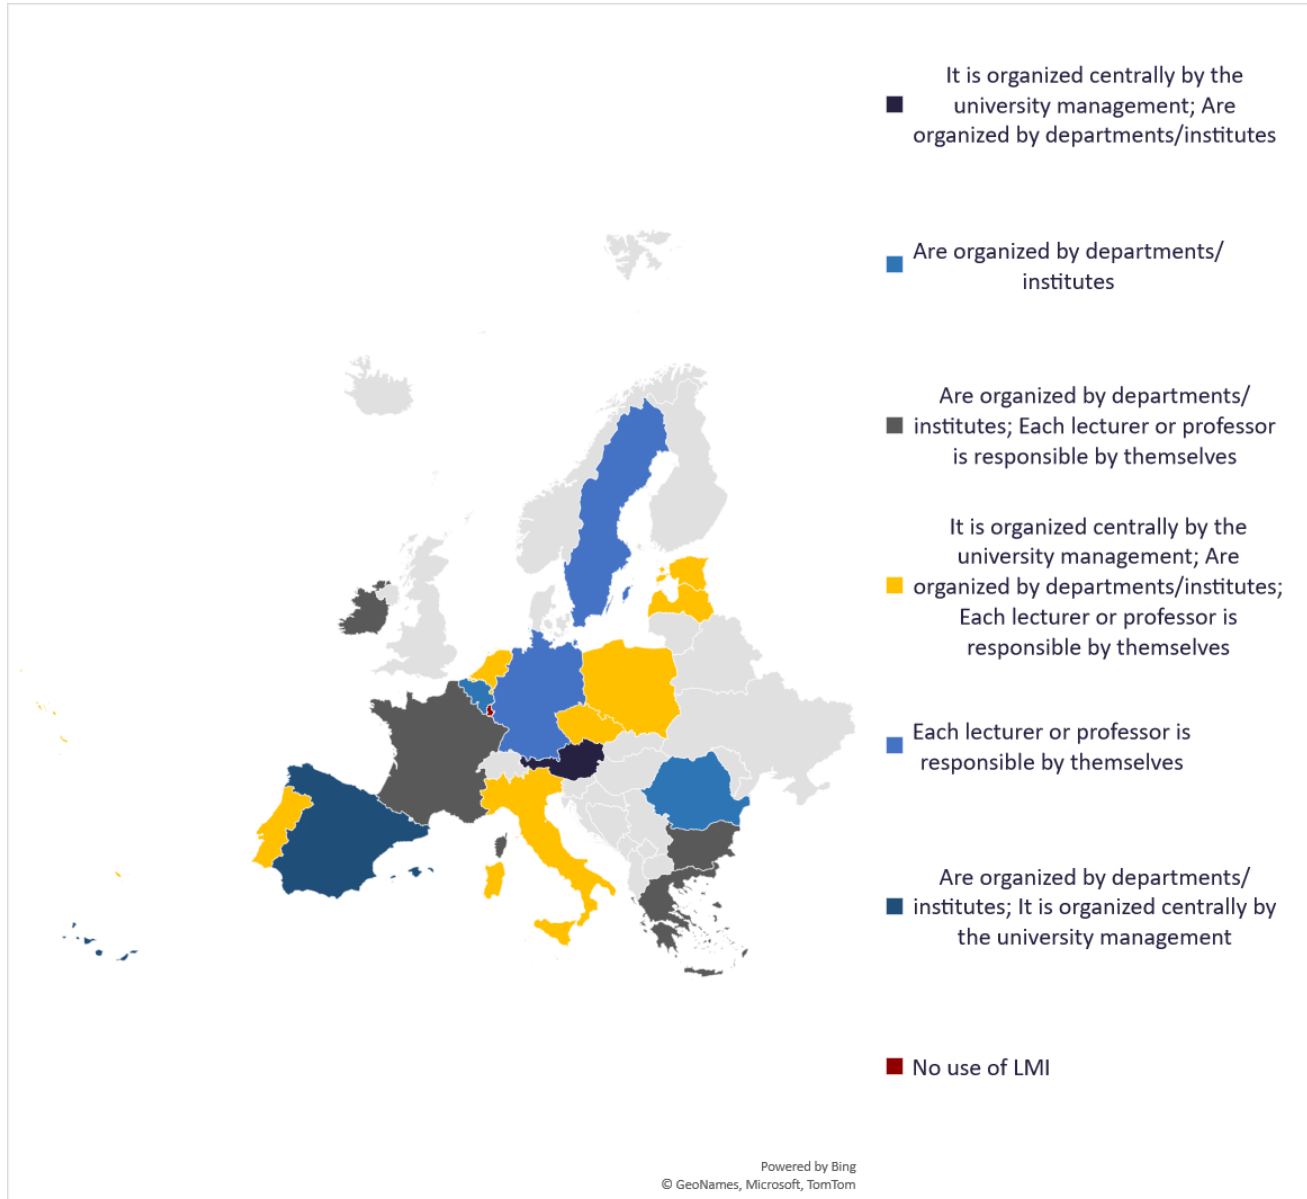 It is organized centrally by the
university management; Are
organized by departments/institutes
Are organized by departments/
institutes
Are organized by departments/
institutes; Each lecturer or professor
is responsible by themselves
It is organized centrally by the
university management; Are
organized by departments/institutes;
Each lecturer or professor is
responsible by themselves
Each lecturer or professor is
responsible by themselves
Are organized by departments/
institutes; It is organized centrally by
the university management
No use of LMI
Powered by Bing
© GeoNames, Microsoft, TomTom